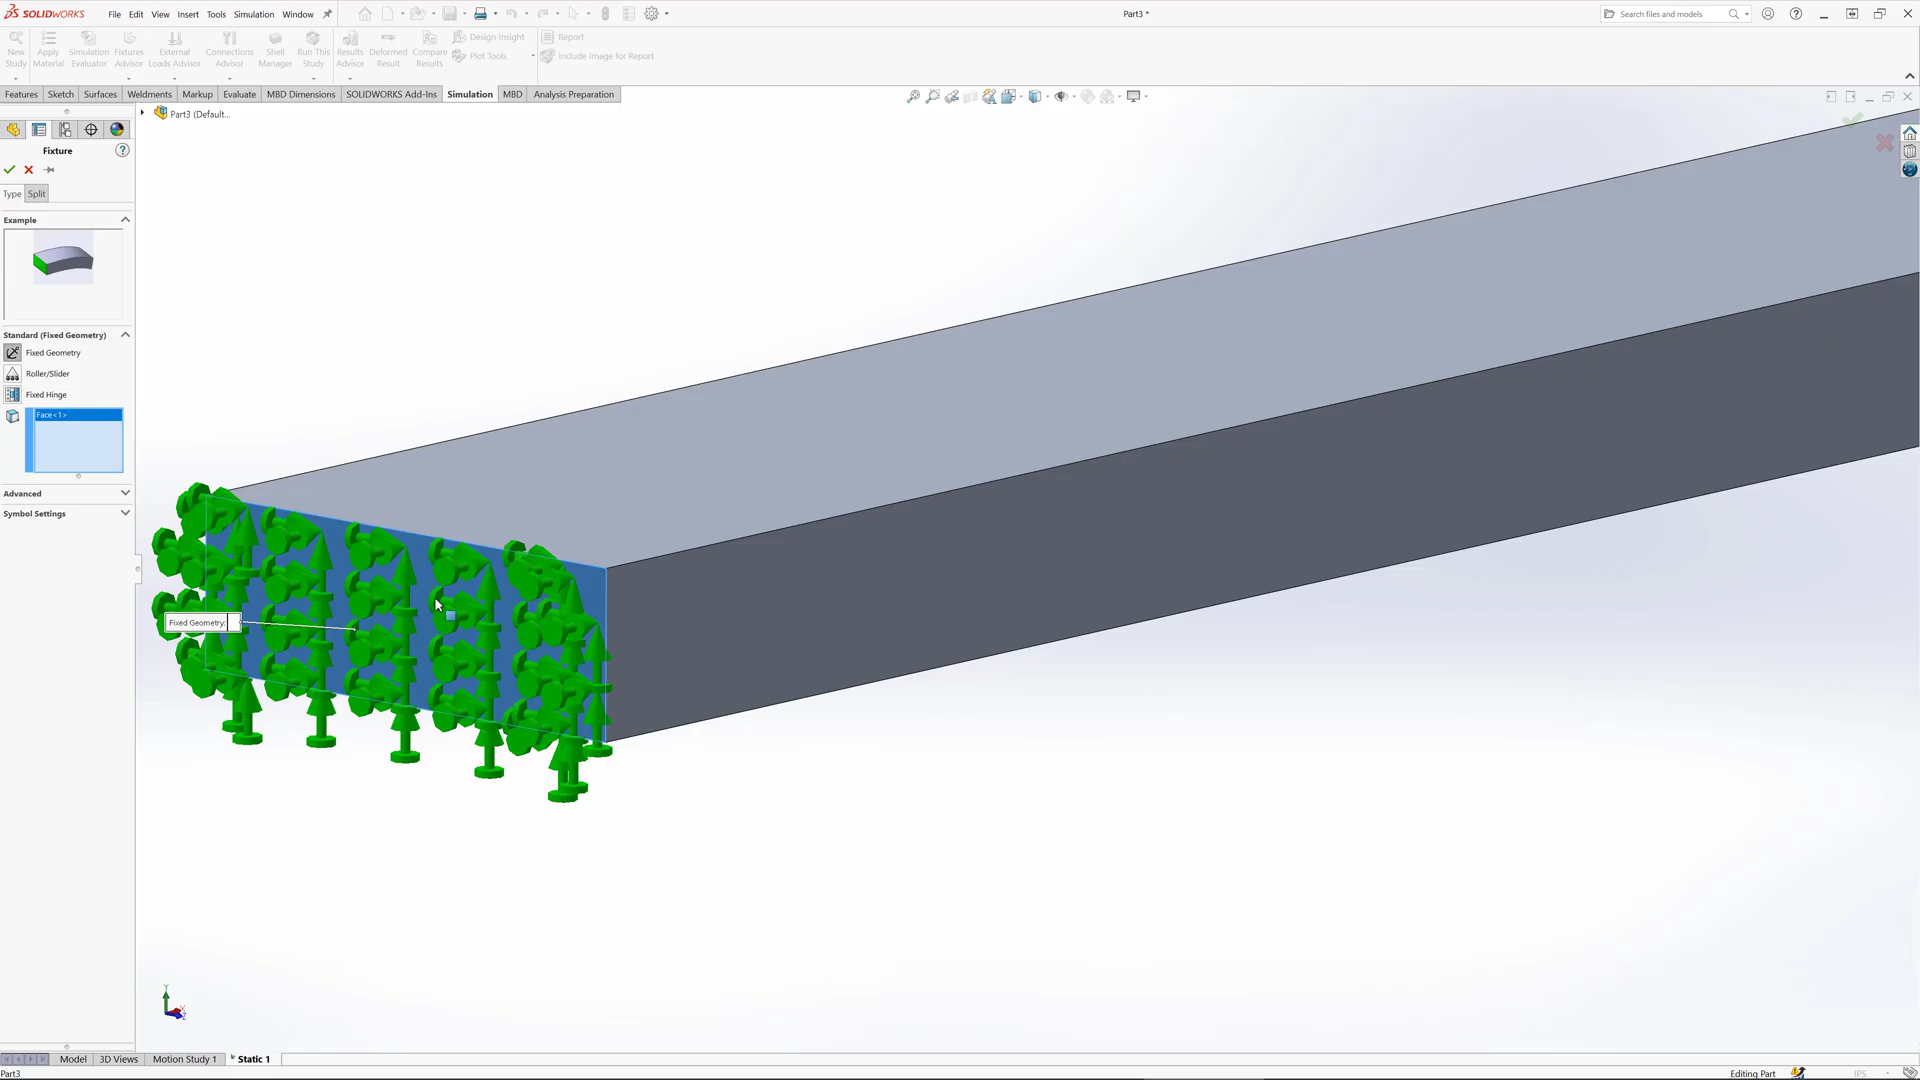 SOLIDWORKS
File Edit View Insert Tools Simulation Window
Part3 *
Search files and models
New Study
Apply Material
Simulation Evaluator
Fixtures Advisor
External Loads Advisor
Connections Advisor
Shell Manager
Run This Study
Results Advisor
Deformed Result
Compare Results
Design Insight
Plot Tools
Report
Include Image for Report
Features Sketch Surfaces Weldments Markup Evaluate MBD Dimensions SOLIDWORKS Add-Ins Simulation MBD Analysis Preparation
Part3 (Default...
Fixture
Type Split
Example
Standard (Fixed Geometry)
Fixed Geometry
Roller/Slider
Fixed Hinge
Face<1>
Advanced
Symbol Settings
Fixed Geometry:
Y
X
Z
Model 3D Views Motion Study 1 Static 1
Part3
Editing Part
IPS